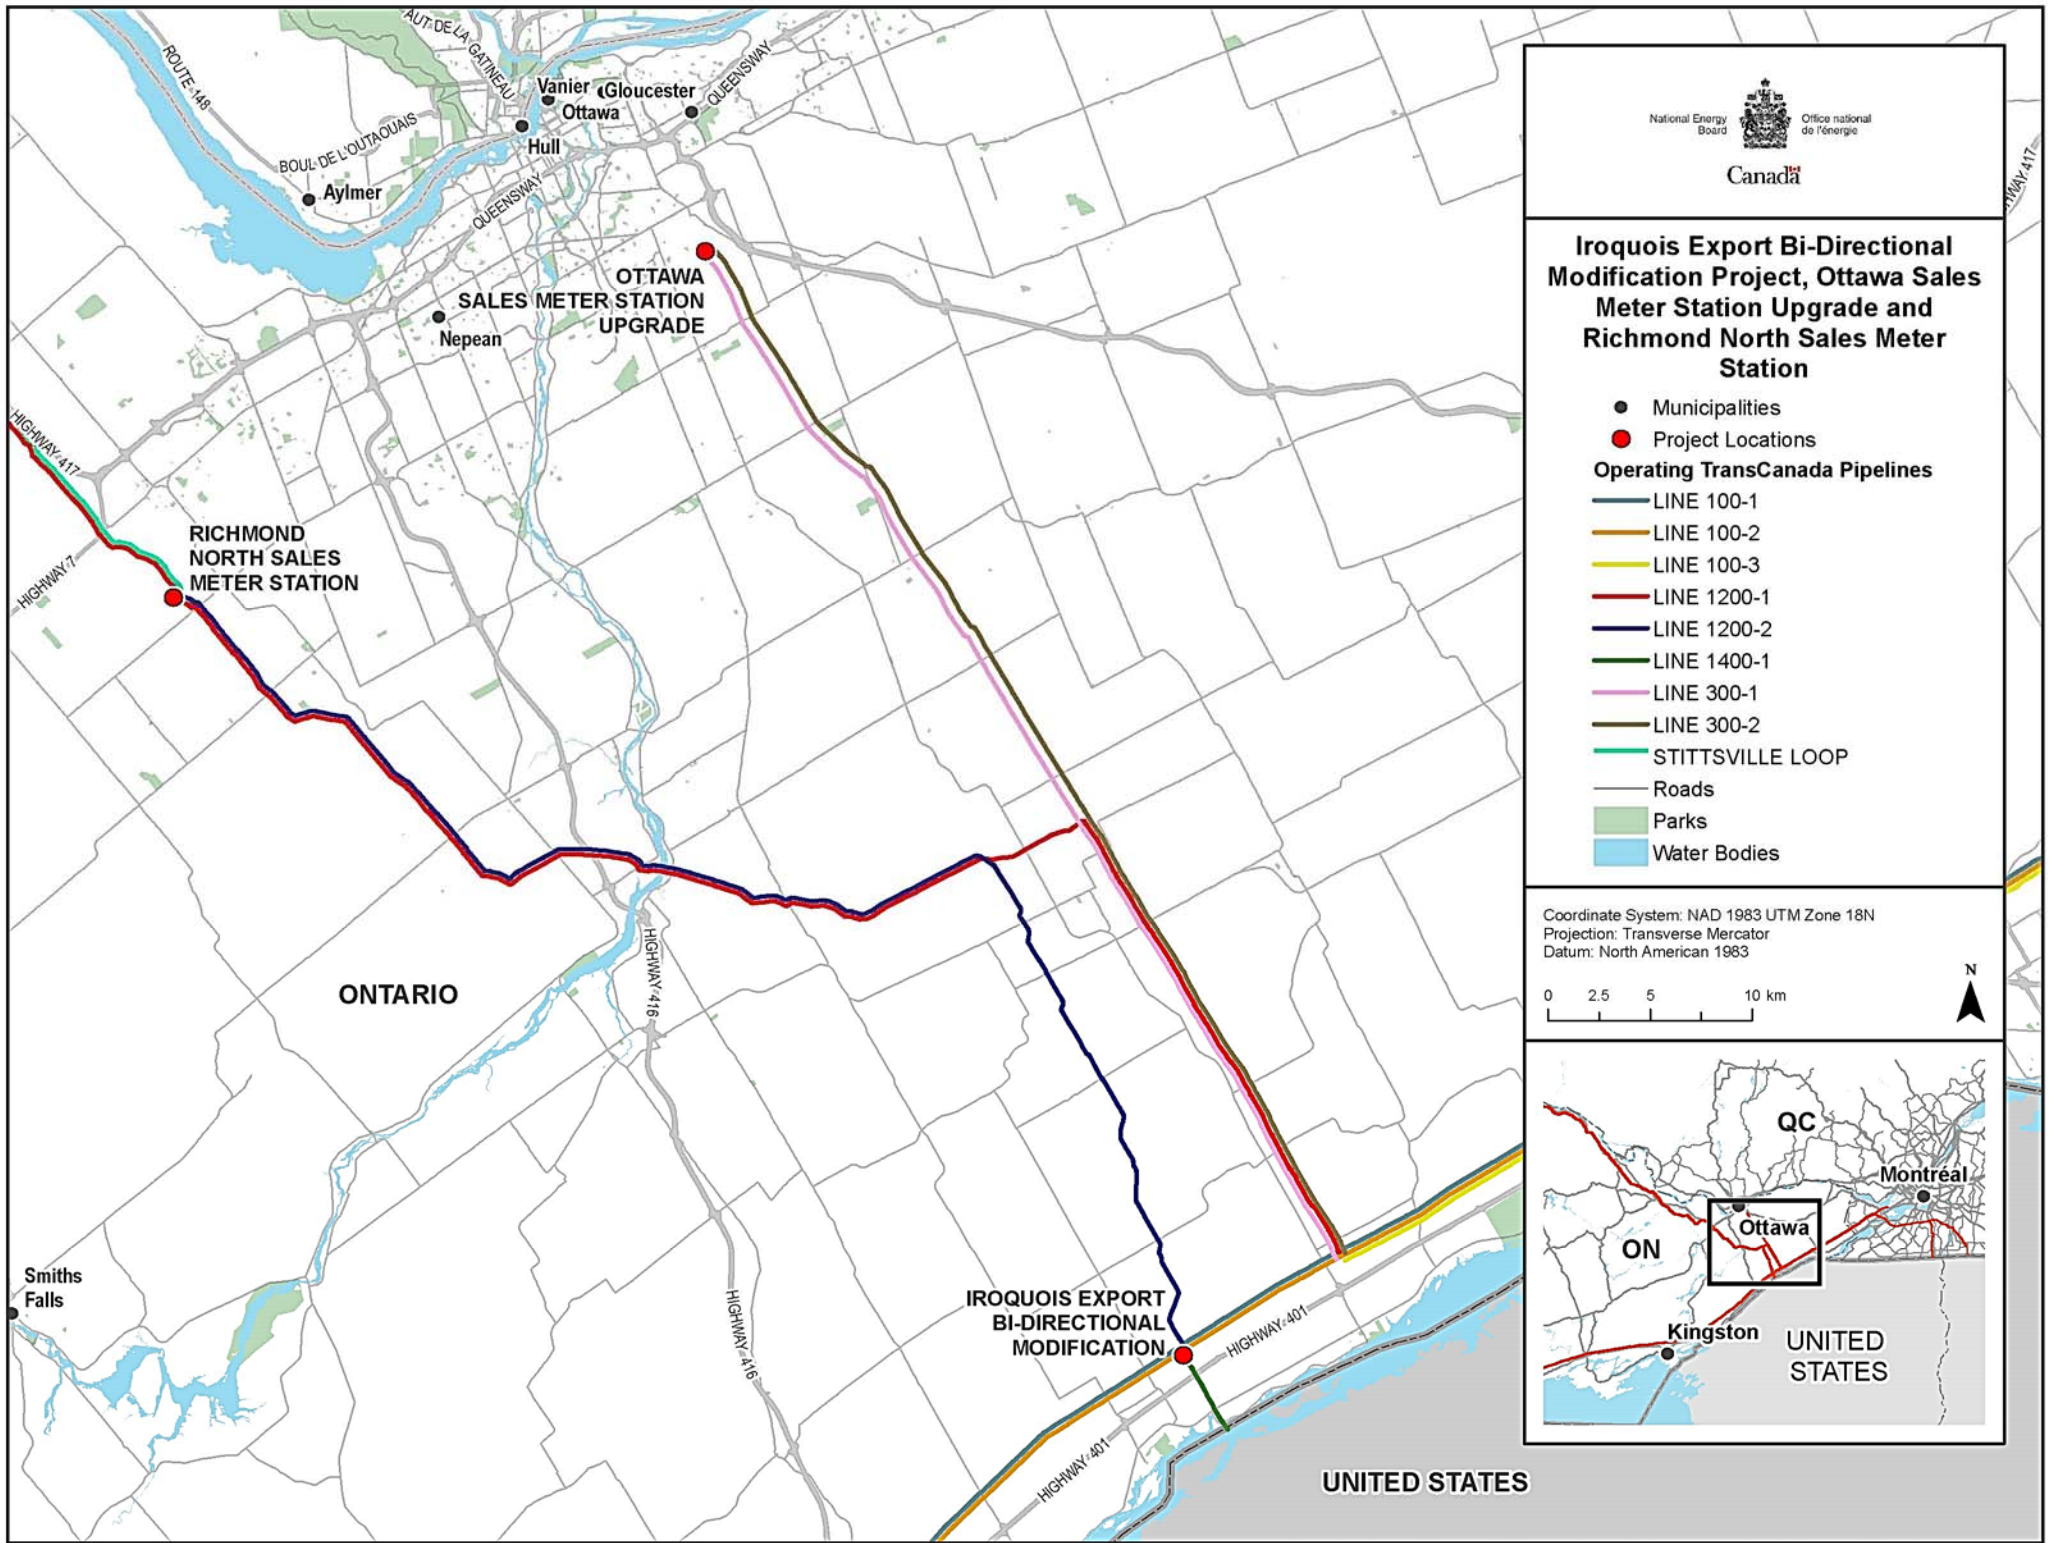 AUT-DE-LA-GATINEAU
ROUTE-148
QUEENSWAY
Vanier
Gloucester
Ottawa
BOUL-DE-L'OUTAOUAIS
Hull
Aylmer
QUEENSWAY
OTTAWA
SALES METER STATION
UPGRADE
Nepean
HIGHWAY-417
RICHMOND
NORTH SALES
METER STATION
HIGHWAY-7
ONTARIO
HIGHWAY-416
Smiths
Falls
HIGHWAY-416
IROQUOIS EXPORT
BI-DIRECTIONAL
MODIFICATION
HIGHWAY-401
HIGHWAY-401
UNITED STATES
HWAY-417
National Energy
Board
Office national
de l'énergie
Canada
Iroquois Export Bi-Directional
Modification Project, Ottawa Sales
Meter Station Upgrade and
Richmond North Sales Meter
Station
Municipalities
Project Locations
Operating TransCanada Pipelines
LINE 100-1
LINE 100-2
LINE 100-3
LINE 1200-1
LINE 1200-2
LINE 1400-1
LINE 300-1
LINE 300-2
STITTSVILLE LOOP
Roads
Parks
Water Bodies
Coordinate System: NAD 1983 UTM Zone 18N
Projection: Transverse Mercator
Datum: North American 1983
N
0 2.5 5 10 km
QC
Montréal
Ottawa
ON
Kingston
UNITED
STATES